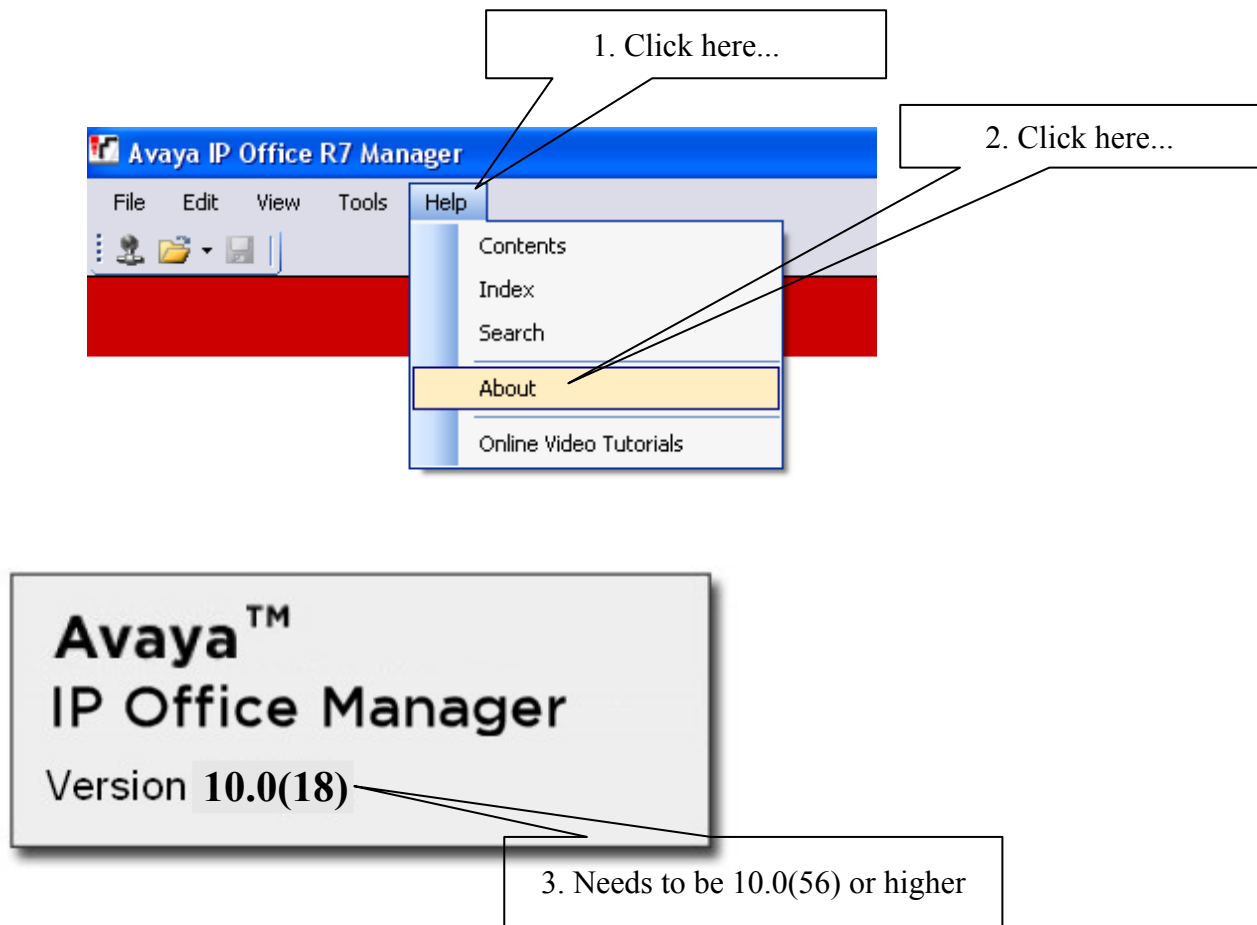 1. Click here...
2. Click here...
Avaya IP Office R7 Manager
File Edit View Tools Help
Contents
Index
Search
About
Online Video Tutorials
Avaya™
IP Office Manager
Version 10.0(18)
3. Needs to be 10.0(56) or higher